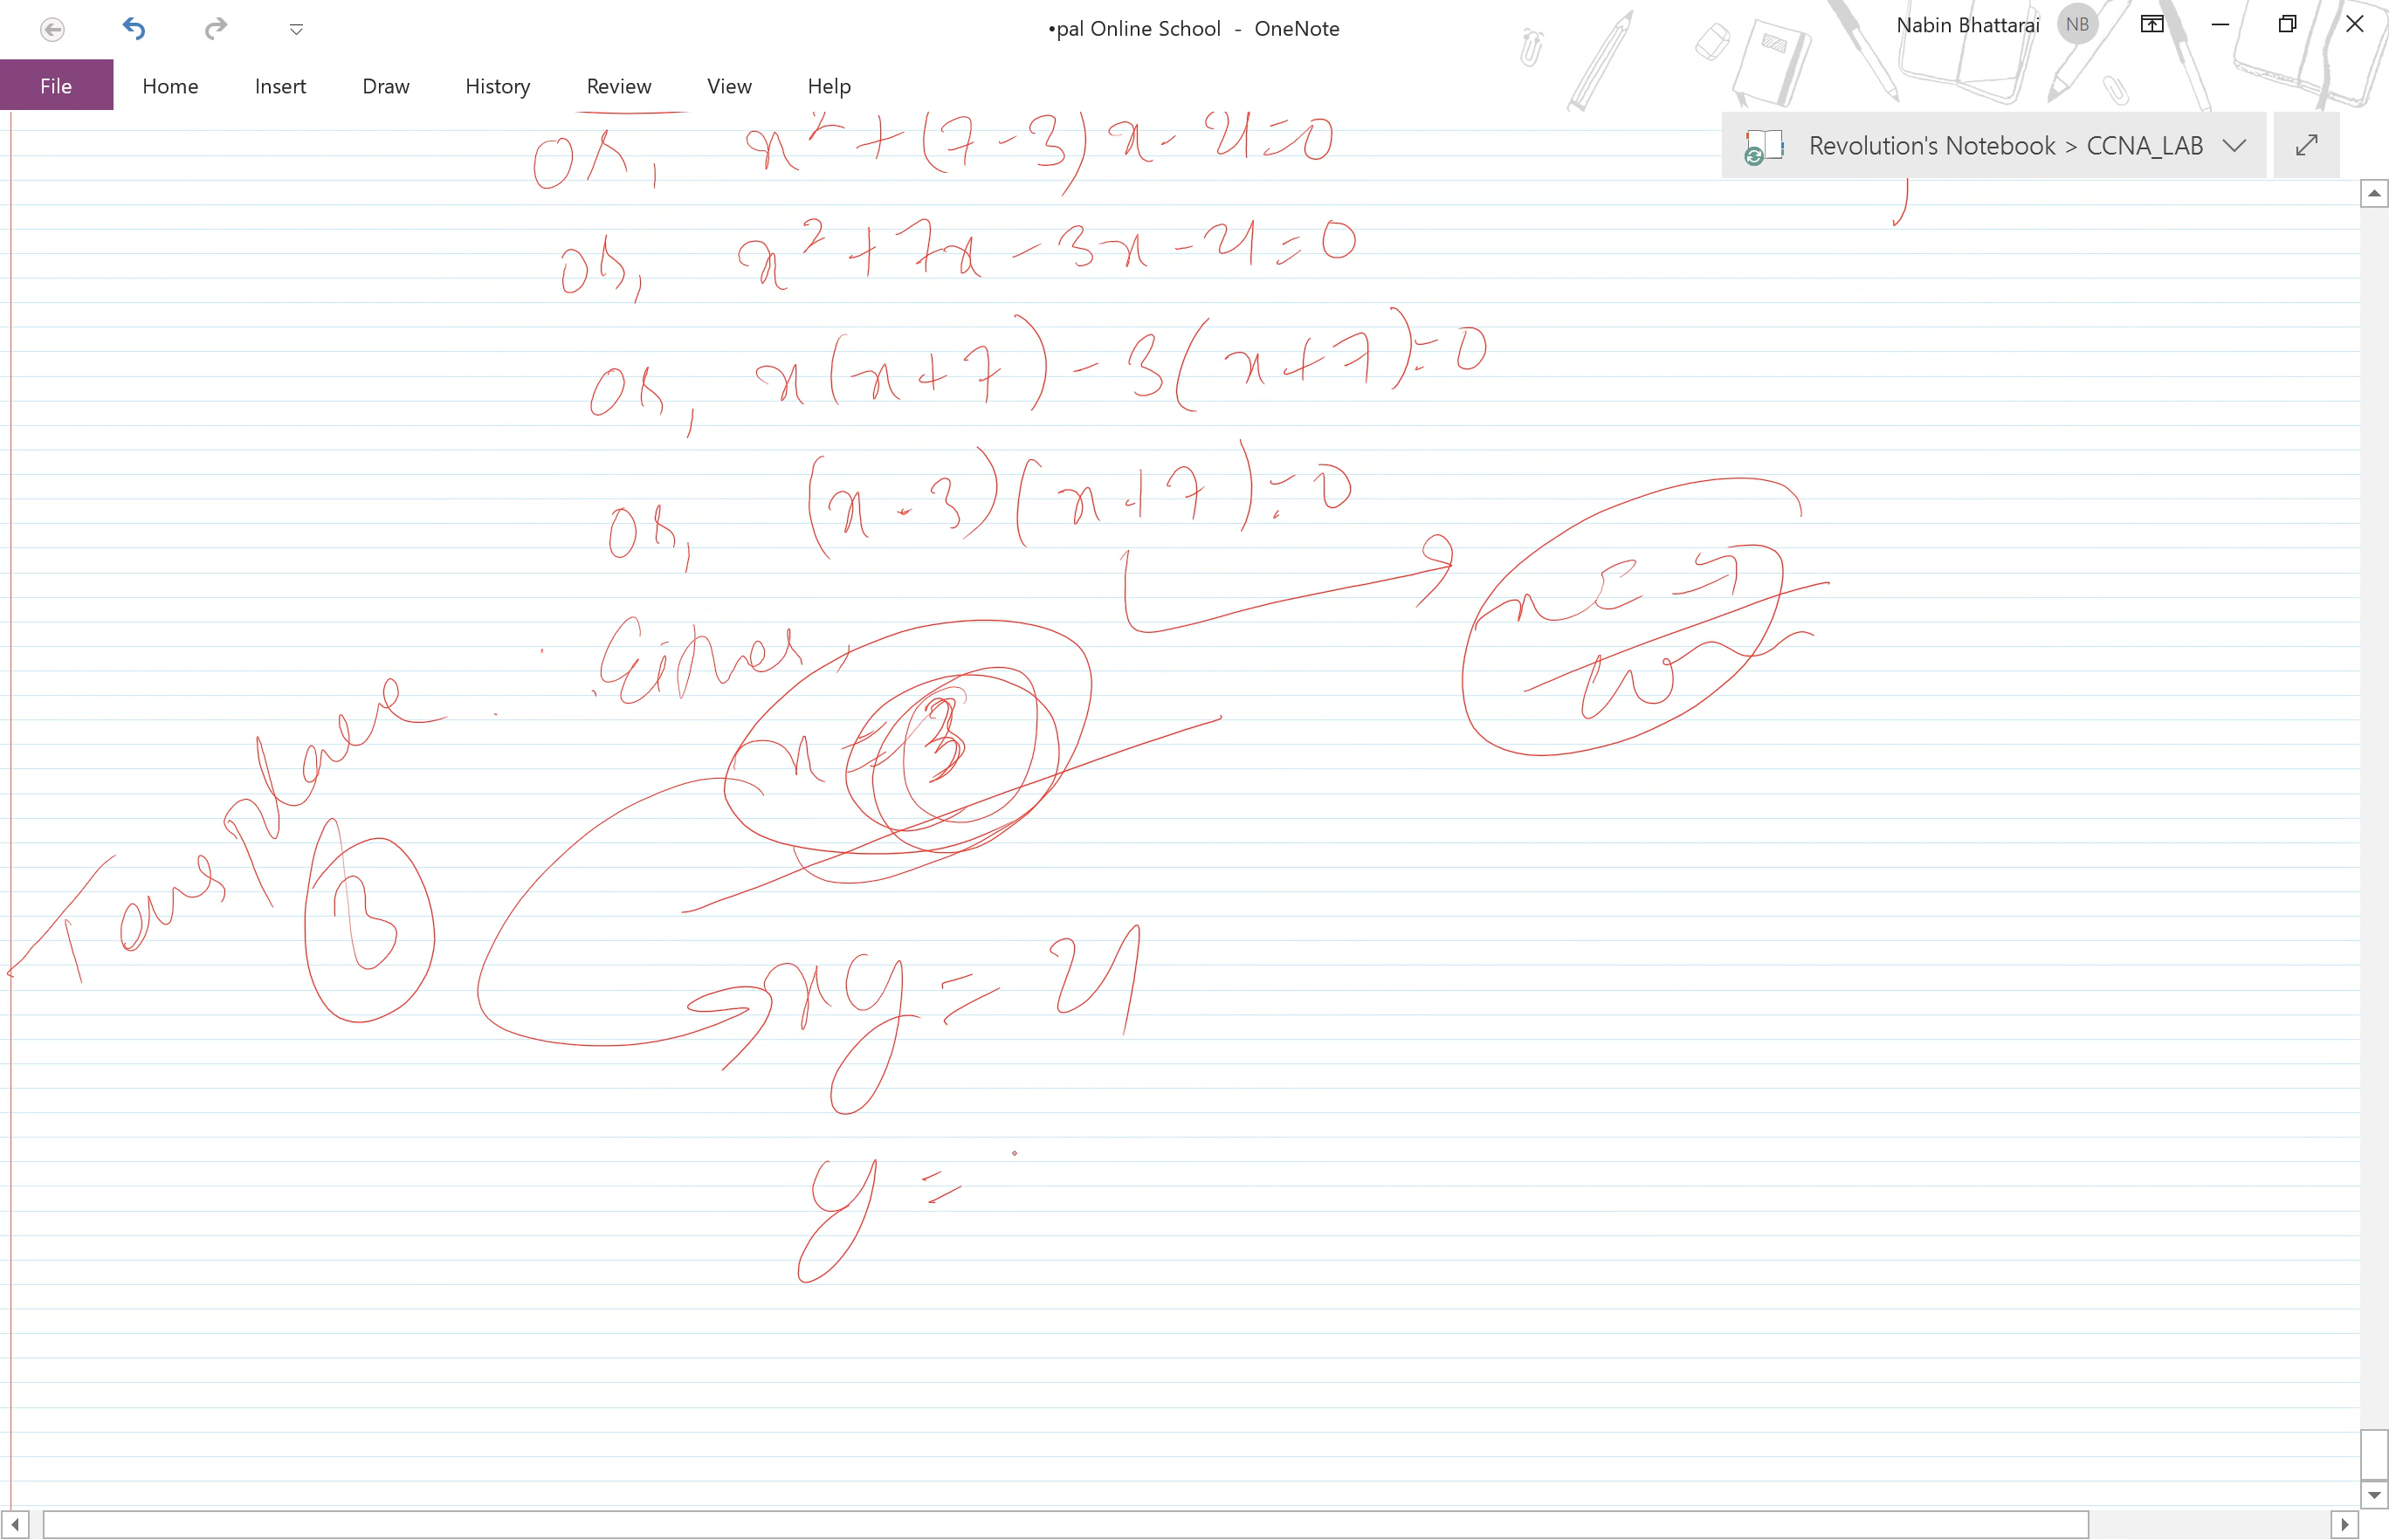 •pal Online School - OneNote
Nabin Bhattarai NB
File Home Insert Draw History Review View Help
Revolution's Notebook > CCNA_LAB
or, x² + (7-3)x - 21 = 0
or, x² + 7x - 3x - 21 = 0
or, x(x+7) - 3(x+7) = 0
or, (x-3)(x+7) = 0
x = -7
∴ Either,
x = 3
3
xy = 21
y =